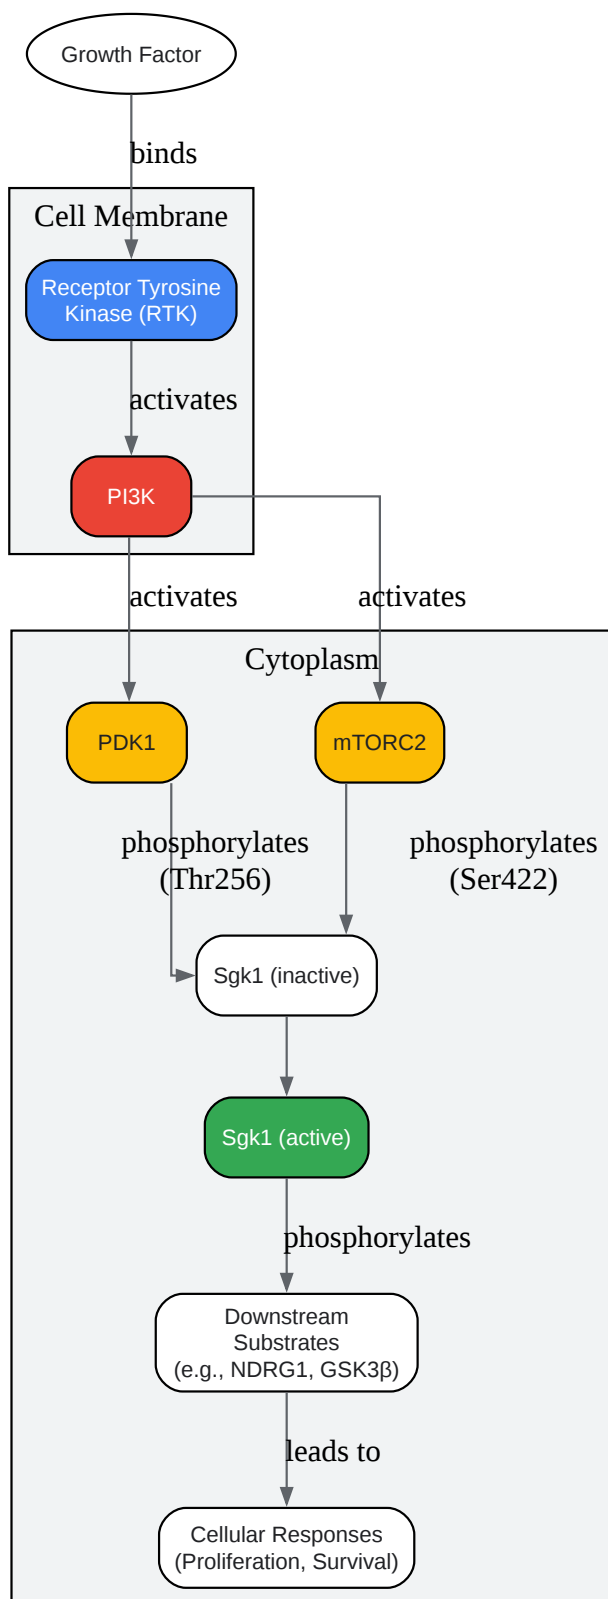 Growth Factor
binds
Cell Membrane
Receptor Tyrosine
Kinase (RTK)
activates
PI3K
activates
activates
Cytoplasm
PDK1
mTORC2
phosphorylates
(Thr256)
phosphorylates
(Ser422)
Sgk1 (inactive)
Sgk1 (active)
phosphorylates
Downstream
Substrates
(e.g., NDRG1, GSK3β)
leads to
Cellular Responses
(Proliferation, Survival)